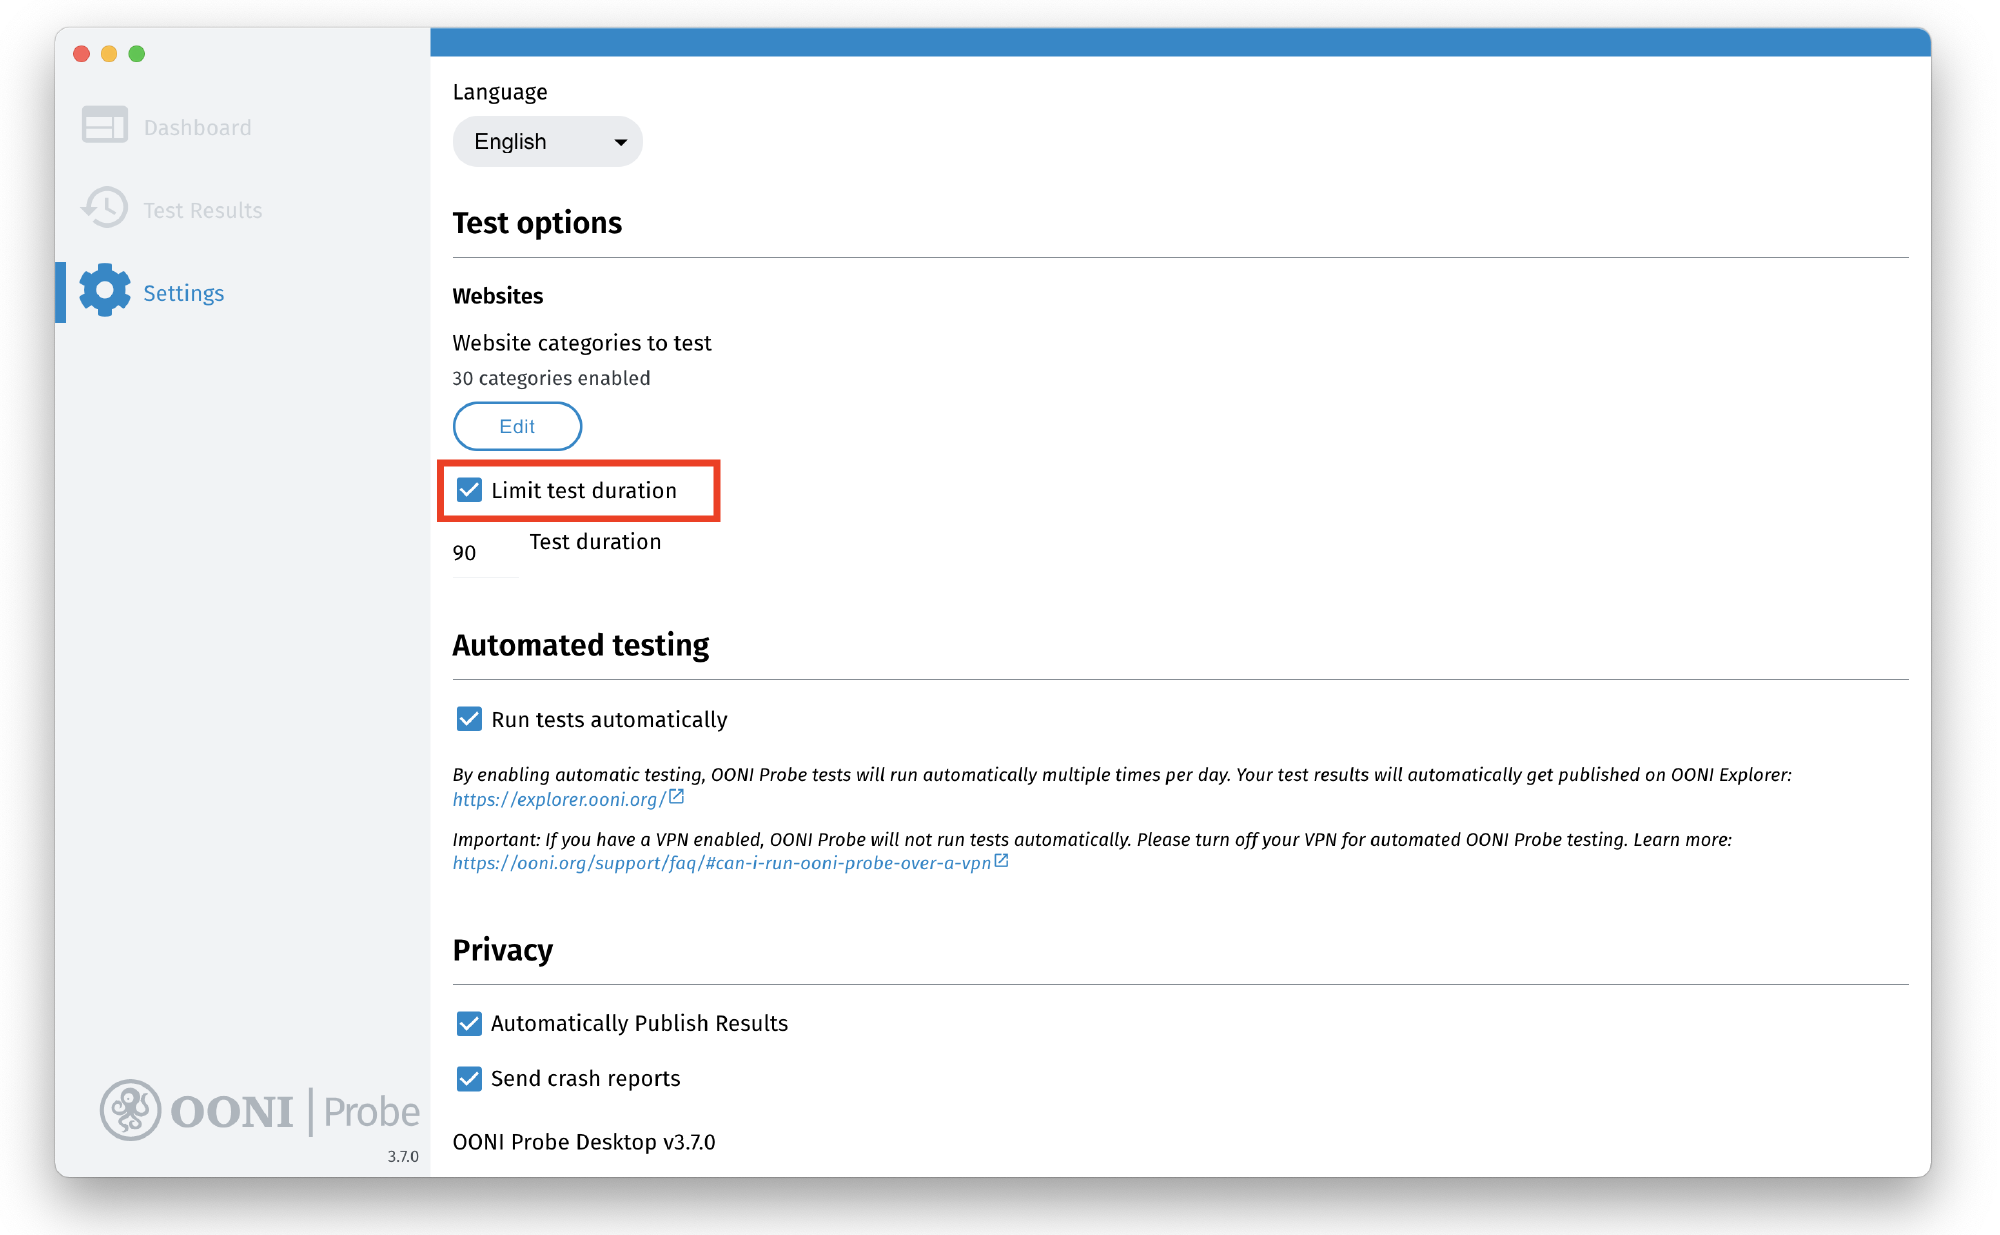 Dashboard
Test Results
Settings
OONI Probe
3.7.0
Language
English
Test options
Websites
Website categories to test
30 categories enabled
Edit
Limit test duration
90
Test duration
Automated testing
Run tests automatically
By enabling automatic testing, OONI Probe tests will run automatically multiple times per day. Your test results will automatically get published on OONI Explorer:
https://explorer.ooni.org/
Important: If you have a VPN enabled, OONI Probe will not run tests automatically. Please turn off your VPN for automated OONI Probe testing. Learn more:
https://ooni.org/support/faq/#can-i-run-ooni-probe-over-a-vpn
Privacy
Automatically Publish Results
Send crash reports
OONI Probe Desktop v3.7.0